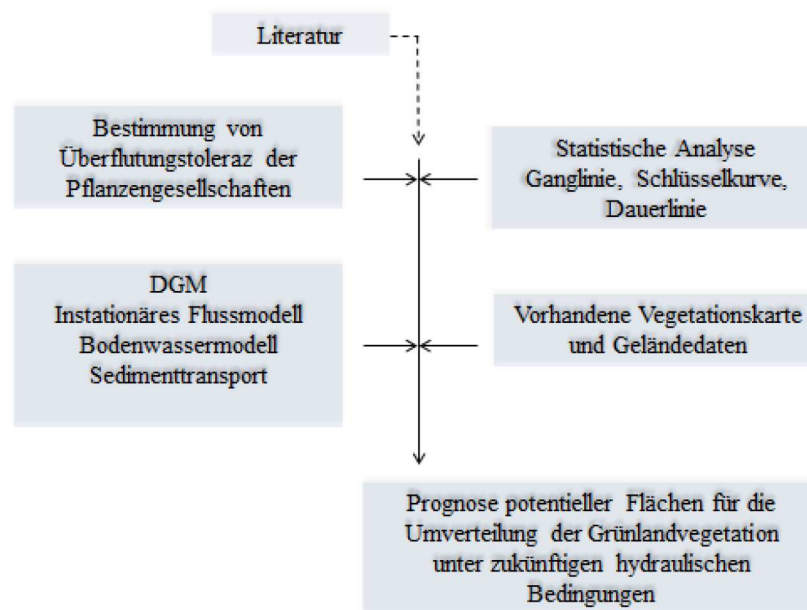 Literatur
Bestimmung von
Überflutungstoleraz der
Pflanzengesellschaften
Statistische Analyse
Ganglinie, Schlüsselkurve,
Dauerlinie
DGM
Instationäres Flussmodell
Bodenwassermodell
Sedimenttransport
Vorhandene Vegetationskarte
und Geländedaten
Prognose potentieller Flächen für die
Umverteilung der Grünlandvegetation
unter zukünftigen hydraulischen
Bedingungen